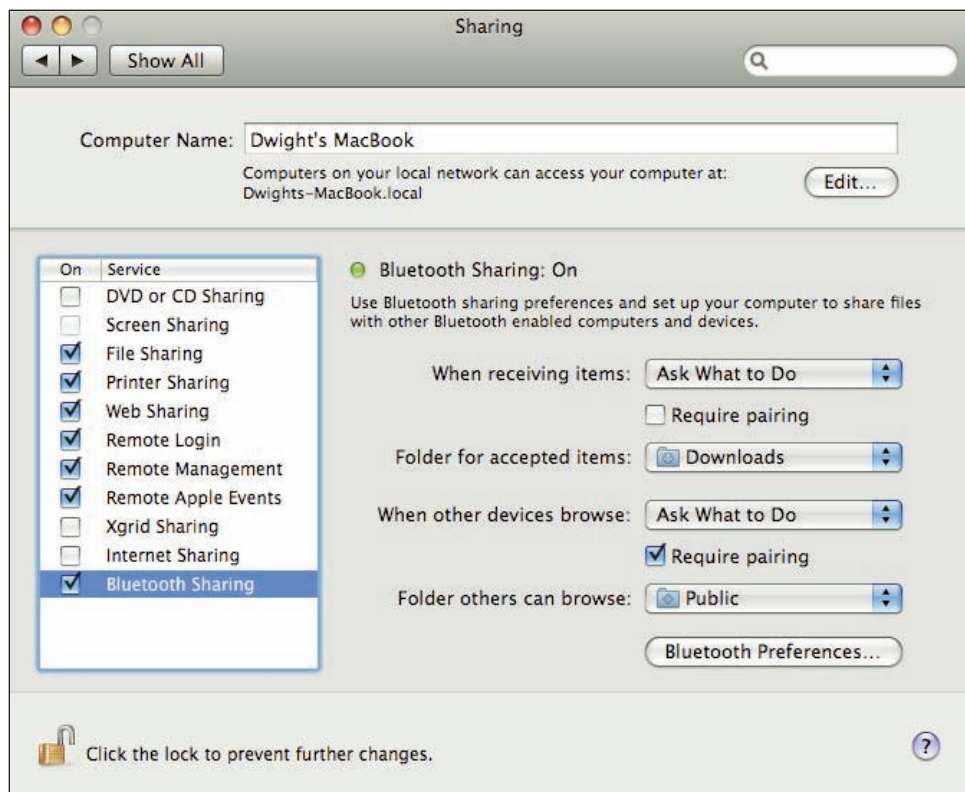 Sharing
Show All
Computer Name: Dwight's MacBook
Computers on your local network can access your computer at:
Dwights-MacBook.local
Edit...
On Service
DVD or CD Sharing
Screen Sharing
File Sharing
Printer Sharing
Web Sharing
Remote Login
Remote Management
Remote Apple Events
Xgrid Sharing
Internet Sharing
Bluetooth Sharing
Bluetooth Sharing: On
Use Bluetooth sharing preferences and set up your computer to share files
with other Bluetooth enabled computers and devices.
When receiving items: Ask What to Do
Require pairing
Folder for accepted items: Downloads
When other devices browse: Ask What to Do
Require pairing
Folder others can browse: Public
Bluetooth Preferences...
Click the lock to prevent further changes.
?